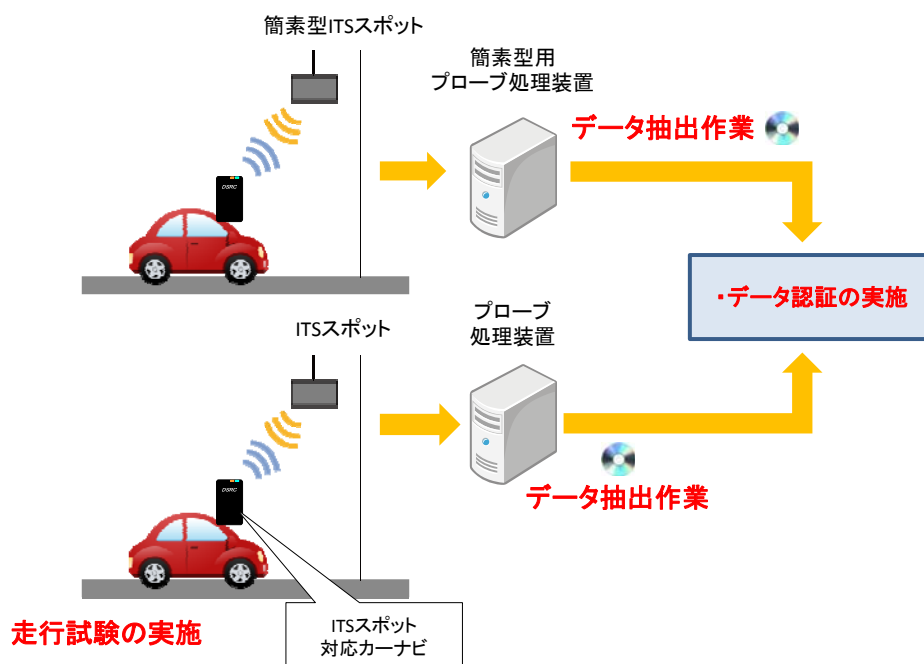 簡素型ITSスポット
簡素型用
プローブ処理装置
データ抽出作業
DSRC
・データ認証の実施
ITSスポット
プローブ
処理装置
DSRC
データ抽出作業
走行試験の実施
ITSスポット
対応カーナビ